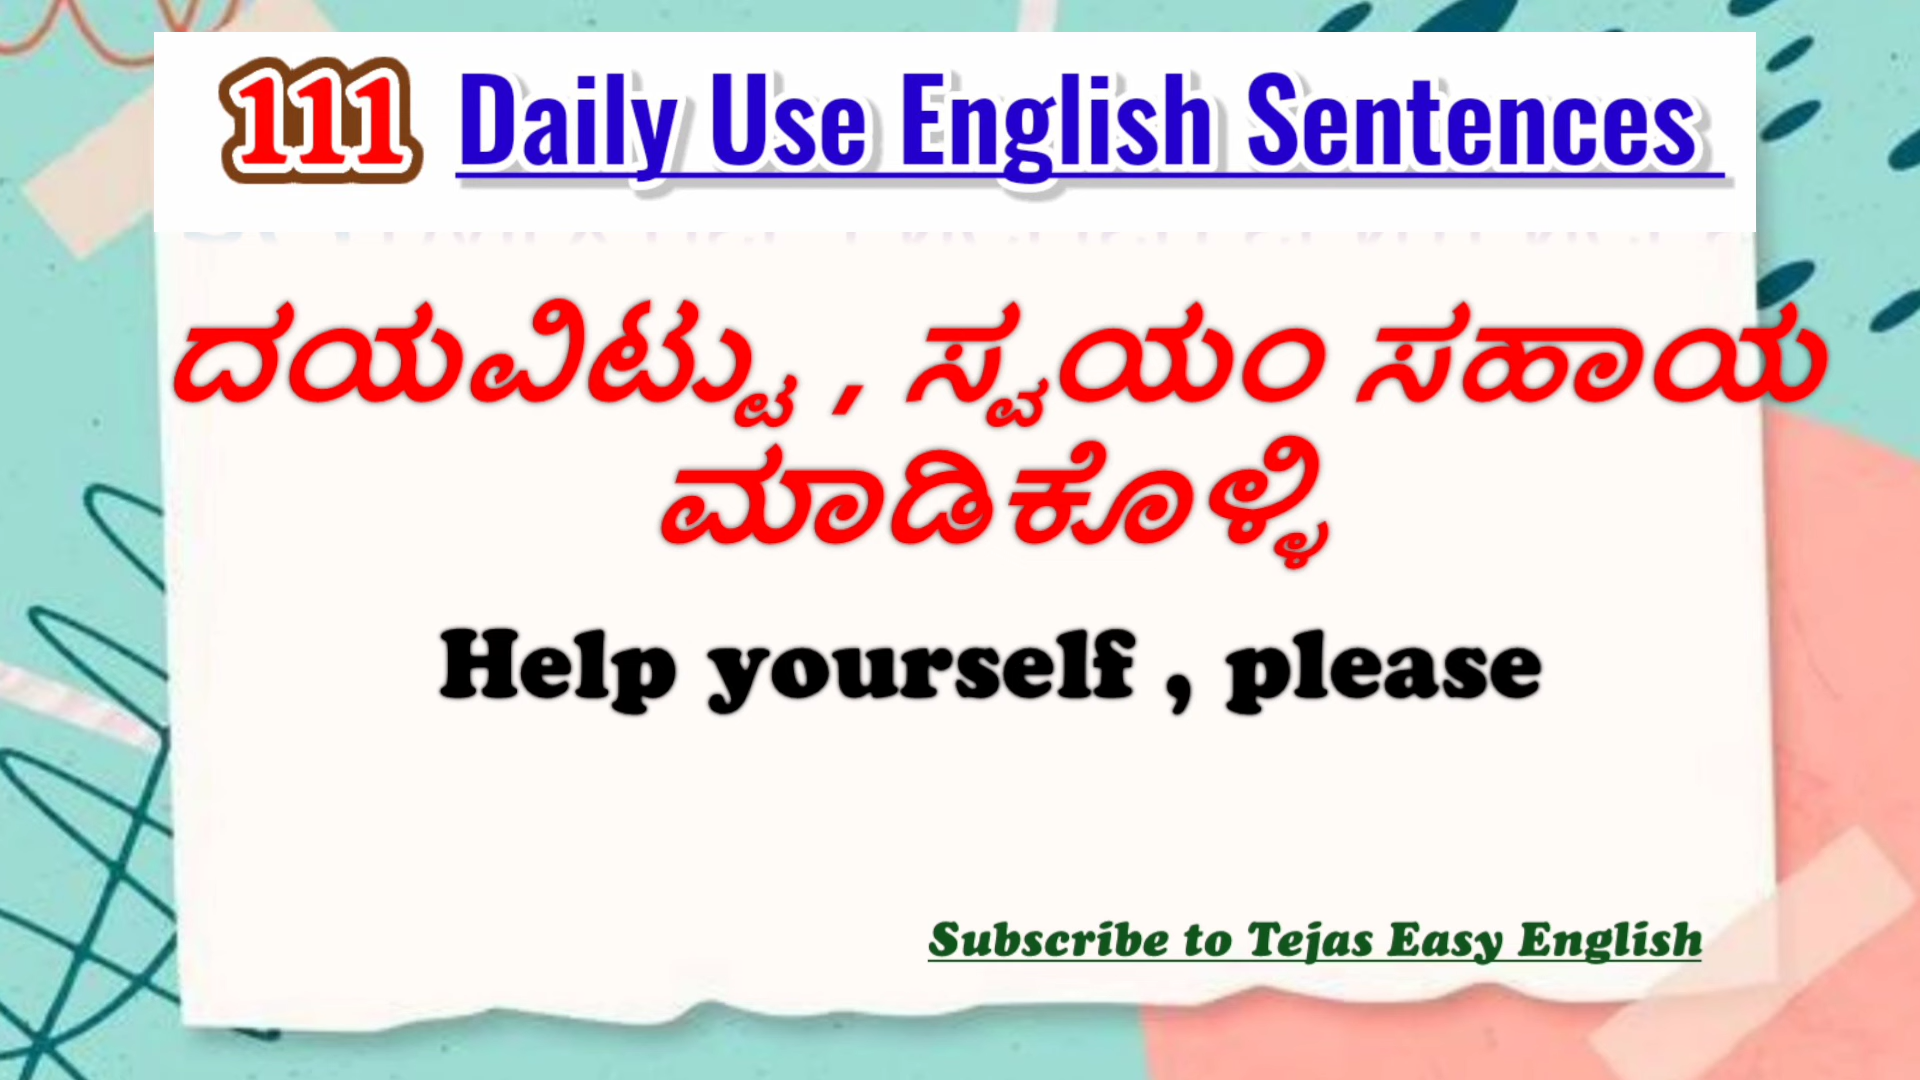 111 Daily Use English Sentences
ದಯವಿಟ್ಟು , ಸ್ವಯಂ ಸಹಾಯ
ಮಾಡಿಕೊಳ್ಳಿ
Help yourself , please
Subscribe to Tejas Easy English